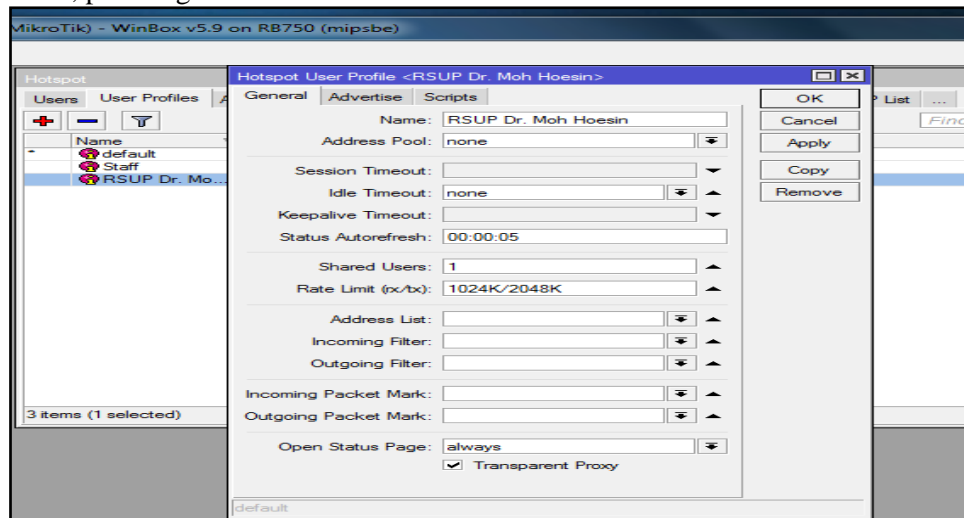 MikroTik) - WinBox v5.9 on RB750 (mipsbe)
Hotspot
Users User Profiles
P List ...
Find
Name
* default
Staff
RSUP Dr. Mo...
3 items (1 selected)
Hotspot User Profile <RSUP Dr. Moh Hoesin>
General Advertise Scripts
Name: RSUP Dr. Moh Hoesin
Address Pool: none
Session Timeout:
Idle Timeout: none
Keepalive Timeout:
Status Autorefresh: 00:00:05
Shared Users: 1
Rate Limit (rx/tx): 1024K/2048K
Address List:
Incoming Filter:
Outgoing Filter:
Incoming Packet Mark:
Outgoing Packet Mark:
Open Status Page: always
Transparent Proxy
default
OK
Cancel
Apply
Copy
Remove